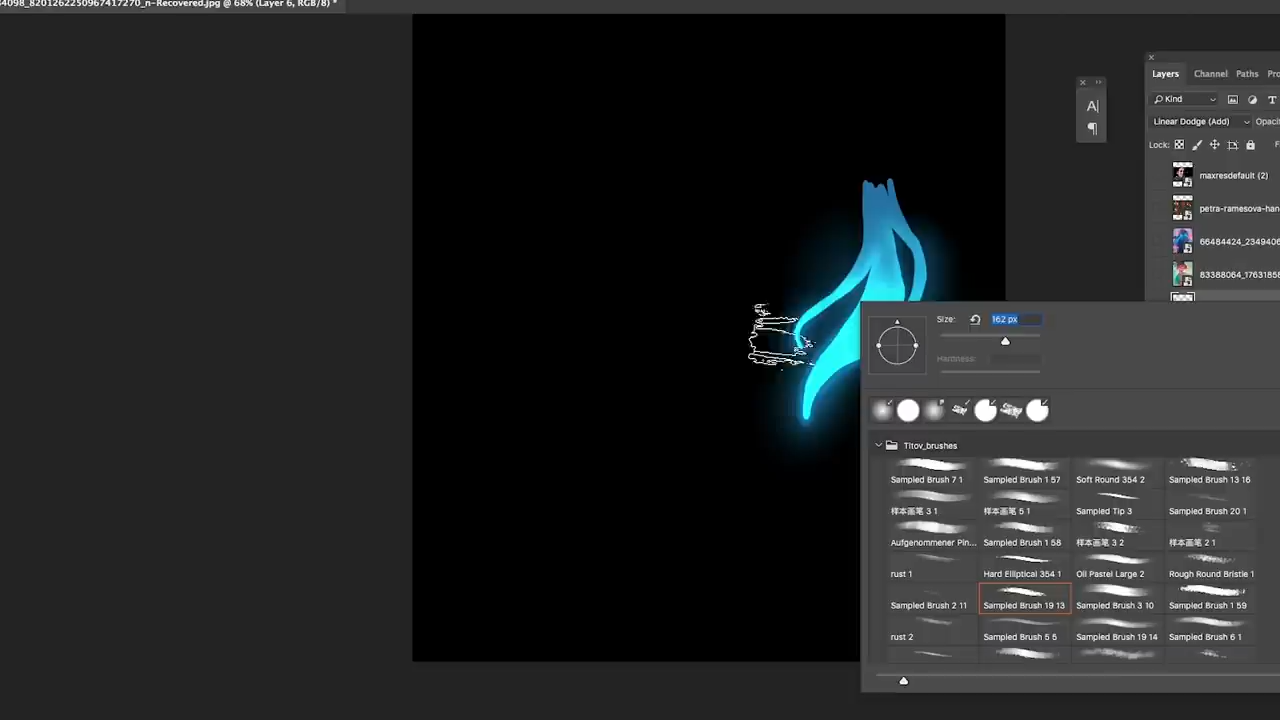 4098_8201262250967417270_n-Recovered.jpg @ 68% (Layer 6, RGB/8) *
Layers Channel Paths Pro
Kind
Linear Dodge (Add) Opacit
Lock: F
maxresdefault (2)
petra-ramesova-han
66484424_2349406
83388064_1763185
Size: 162 px
Hardness:
Titov_brushes
Sampled Brush 7 1 Sampled Brush 1 57 Soft Round 354 2 Sampled Brush 13 16
样本画笔 3 1 样本画笔 5 1 Sampled Tip 3 Sampled Brush 20 1
Aufgenommener Pin... Sampled Brush 1 58 样本画笔 3 2 样本画笔 2 1
rust 1 Hard Elliptical 354 1 Oil Pastel Large 2 Rough Round Bristle 1
Sampled Brush 2 11 Sampled Brush 19 13 Sampled Brush 3 10 Sampled Brush 1 59
rust 2 Sampled Brush 5 5 Sampled Brush 19 14 Sampled Brush 6 1